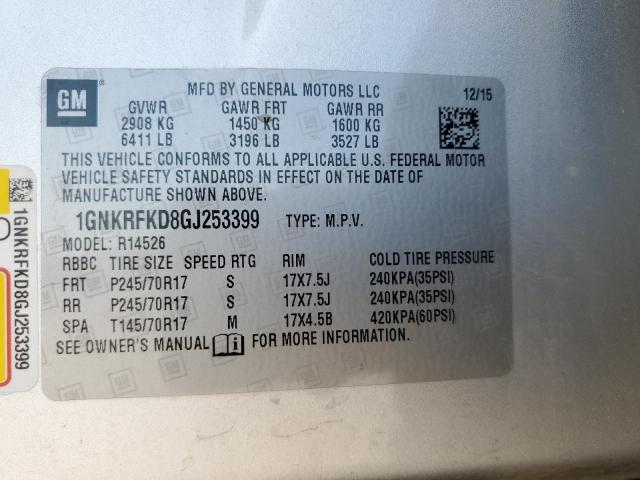 GM
MFD BY GENERAL MOTORS LLC
12/15
GVWR GAWR FRT GAWR RR
2908 KG 1450 KG 1600 KG
6411 LB 3196 LB 3527 LB
THIS VEHICLE CONFORMS TO ALL APPLICABLE U.S. FEDERAL MOTOR
VEHICLE SAFETY STANDARDS IN EFFECT ON THE DATE OF
MANUFACTURE SHOWN ABOVE.
1GNKRFKD8GJ253399 TYPE: M.P.V.
MODEL: R14526
RBBC TIRE SIZE SPEED RTG RIM COLD TIRE PRESSURE
FRT P245/70R17 S 17X7.5J 240KPA(35PSI)
RR P245/70R17 S 17X7.5J 240KPA(35PSI)
SPA T145/70R17 M 17X4.5B 420KPA(60PSI)
SEE OWNER'S MANUAL FOR MORE INFORMATION.
1GNKRFKD8GJ253399